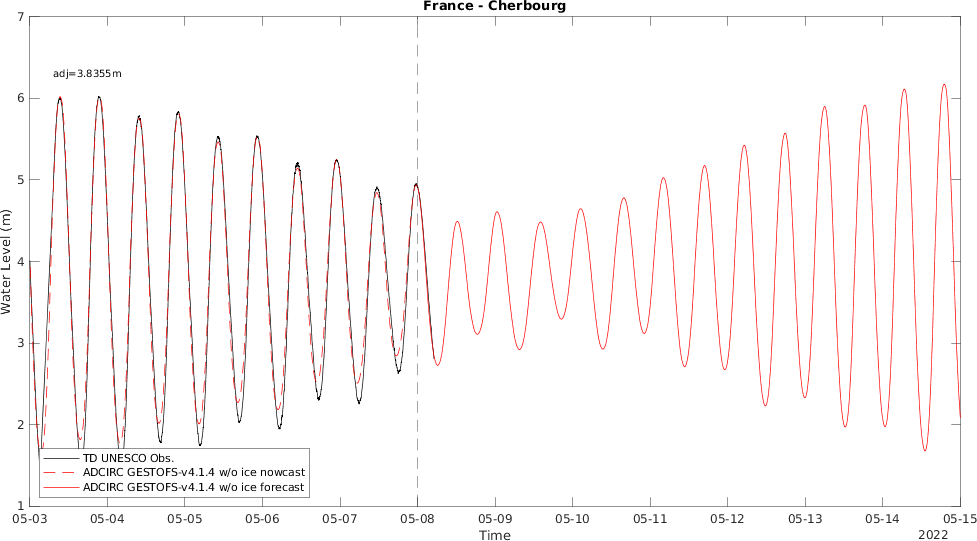 France - Cherbourg
7
adj=3.8355m
6
5
4
3
2
1
Water Level (m)
TD UNESCO Obs.
ADCIRC GESTOFS-v4.1.4 w/o ice nowcast
ADCIRC GESTOFS-v4.1.4 w/o ice forecast
05-03 05-04 05-05 05-06 05-07 05-08 05-09 05-10 05-11 05-12 05-13 05-14 05-15
Time
2022